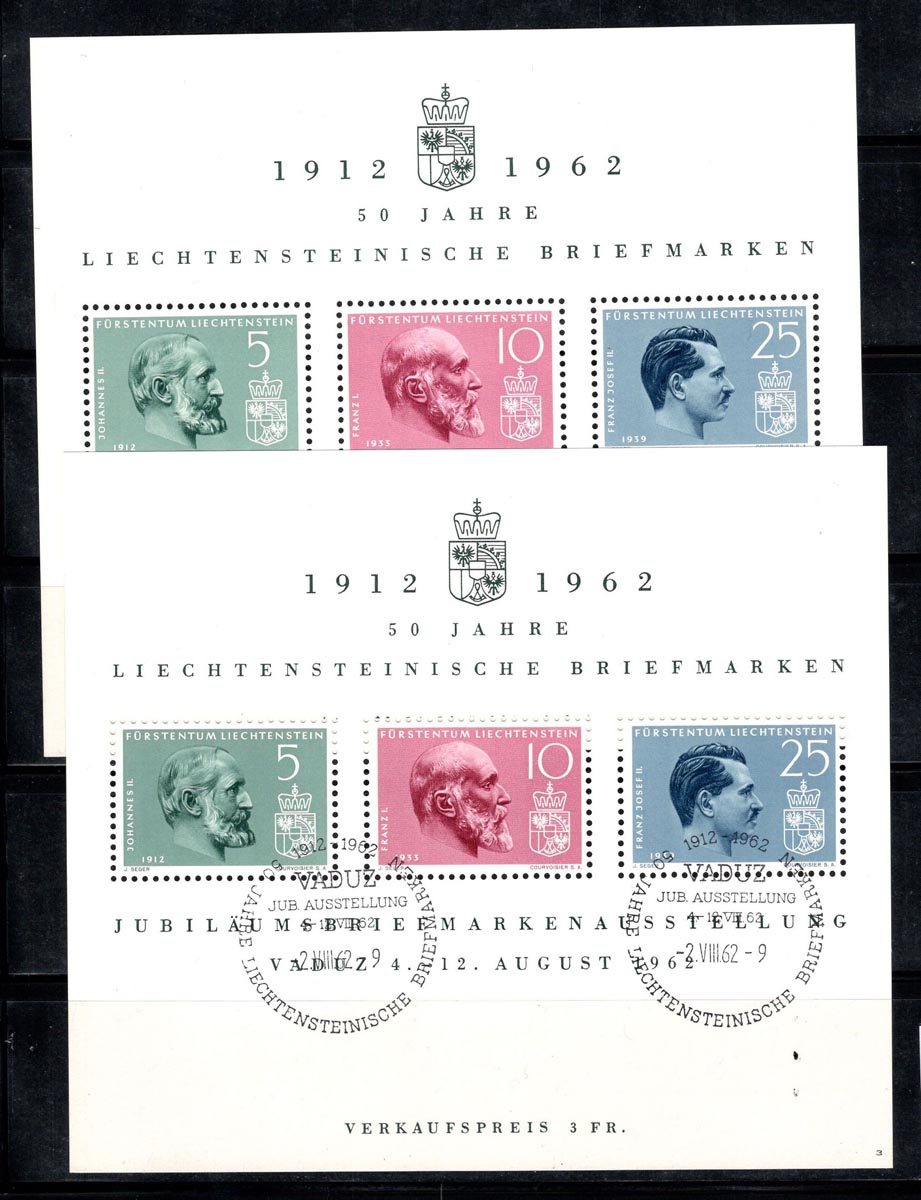 1912 1962
50 JAHRE
LIECHTENSTEINISCHE BRIEFMARKEN
FÜRSTENTUM LIECHTENSTEIN
5
JOHANNES II.
1912
FÜRSTENTUM LIECHTENSTEIN
10
FRANZ I.
1933
FÜRSTENTUM LIECHTENSTEIN
25
FRANZ JOSEF II.
1939
1912 1962
50 JAHRE
LIECHTENSTEINISCHE BRIEFMARKEN
FÜRSTENTUM LIECHTENSTEIN
5
JOHANNES II.
1912
J. SEGER COURVOISIER S.A.
FÜRSTENTUM LIECHTENSTEIN
10
FRANZ I.
1933
J. SEGER COURVOISIER S.A.
FÜRSTENTUM LIECHTENSTEIN
25
FRANZ JOSEF II.
J. SEGER COURVOISIER S.A.
JUBILÄUMSBRIEFMARKENAUSSTELLUNG
VADUZ 4.-12. AUGUST 1962
1912-1962
50 JAHRE LIECHTENSTEINISCHE BRIEFMARKEN
VADUZ
JUB. AUSSTELLUNG
-2.VIII.62-9
1912-1962
50 JAHRE LIECHTENSTEINISCHE BRIEFMARKEN
VADUZ
JUB. AUSSTELLUNG
-2.VIII.62-9
VERKAUFSPREIS 3 FR.
3